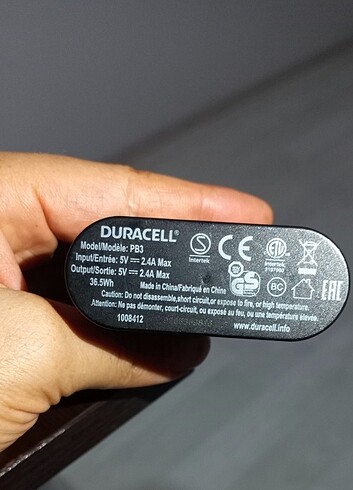 DURACELL
Model/Modèle: PB3
Input/Entrée: 5V ⎓ 2.4A Max
Output/Sortie: 5V ⎓ 2.4A Max
36.5Wh
Made in China/Fabriqué en Chine
S
Intertek
CE
ETL
Intertek
GS
BC
EAC
Caution: Do not disassemble,short circuit,or expose to fire, or high temperature.
Attention: Ne pas démonter, court-circuit, ou exposé au feu, ou une température élevée.
1008412
www.duracell.info